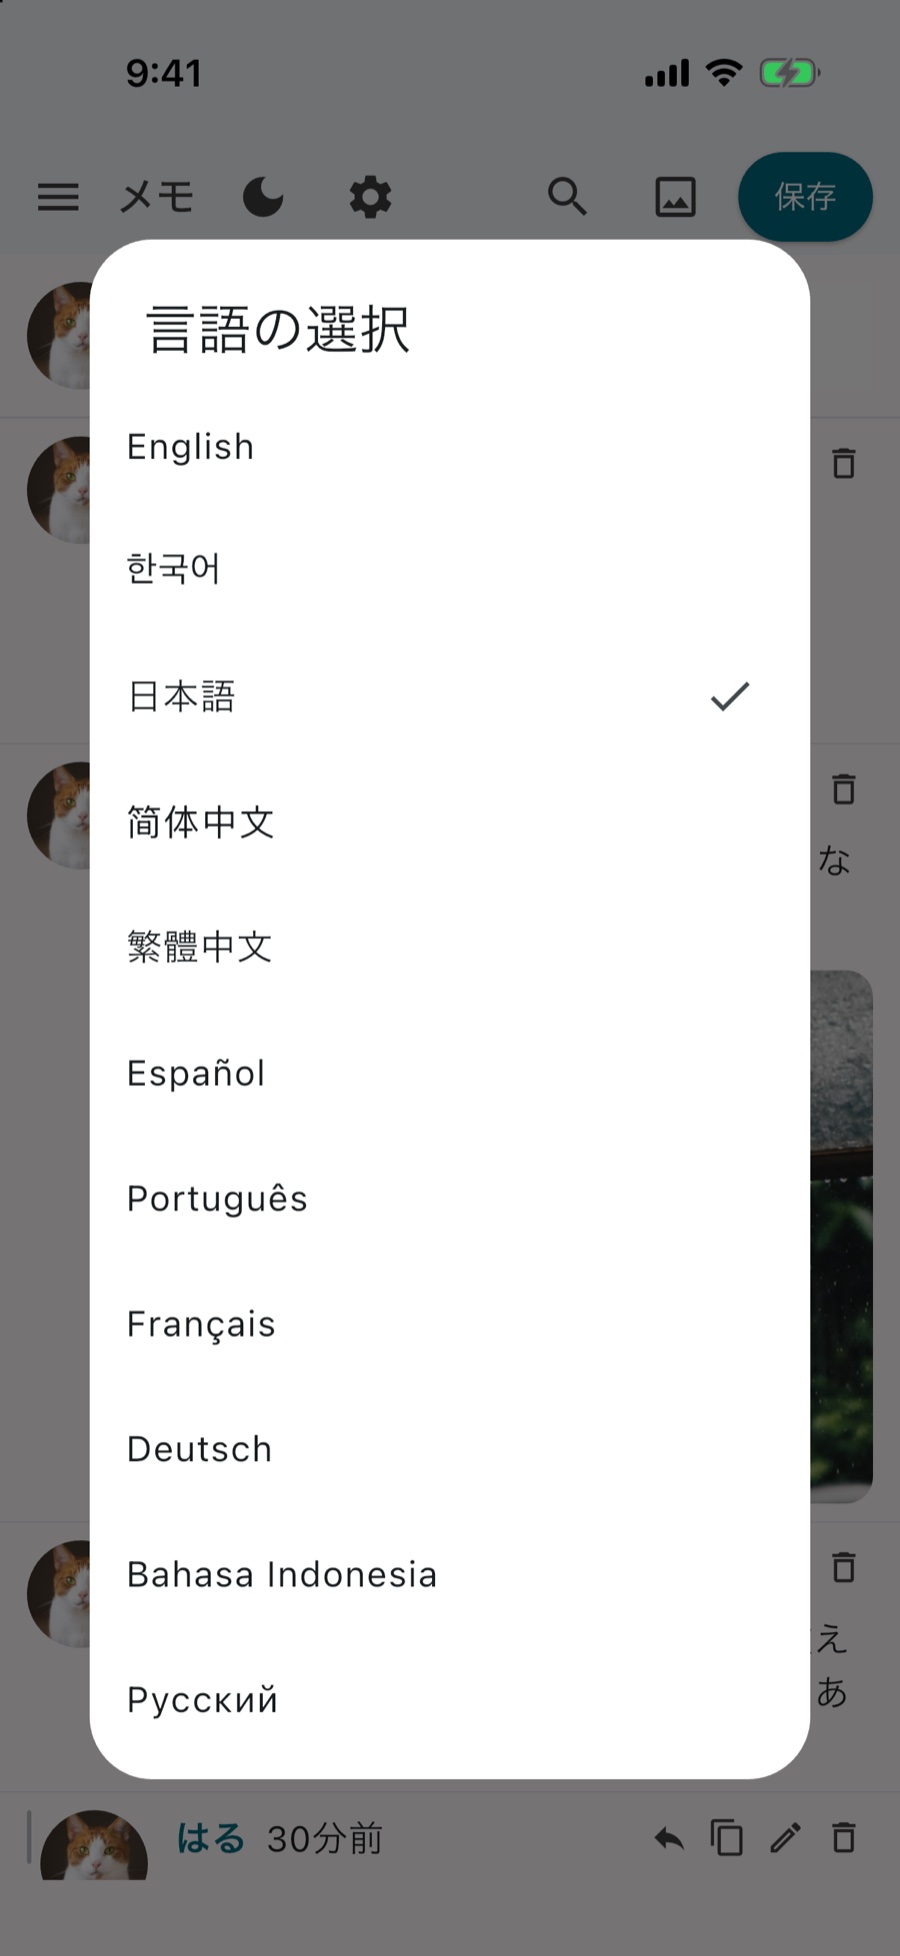 9:41
メモ
保存
言語の選択
English
한국어
日本語
简体中文
繁體中文
な
Español
Português
Français
Deutsch
Bahasa Indonesia
え
あ
Русский
はる 30分前